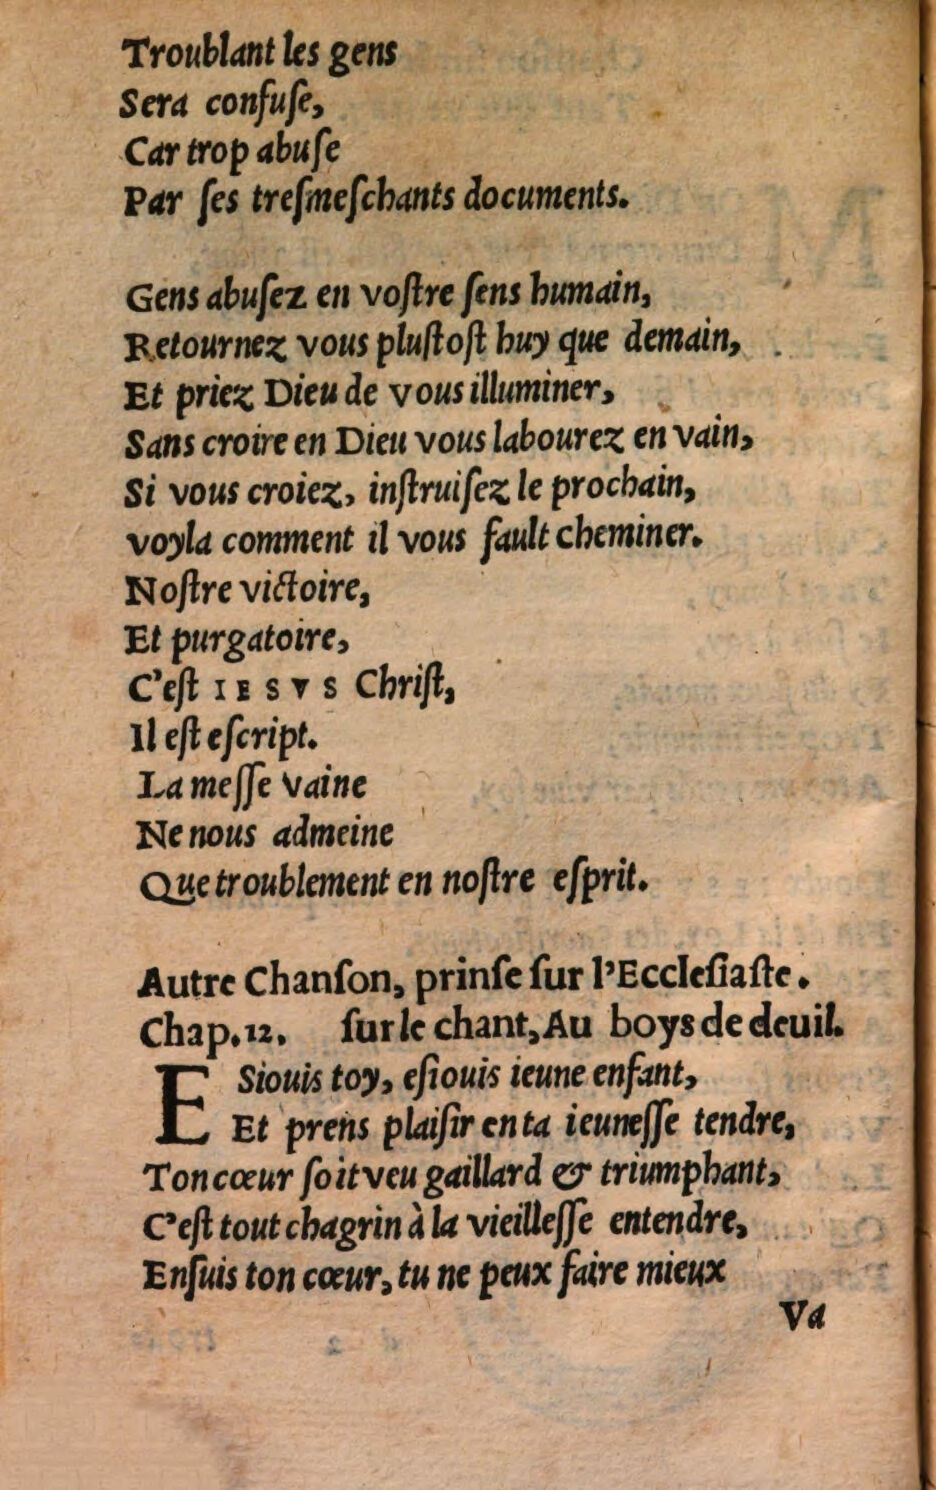 Troublant les gens
Sera confuſe,
Car trop abuſe
Par ſes treſmeſchants documents.
Gens abuſez en voſtre ſens humain,
Retournez vous pluſtoſt huy que demain,
Et priez Dieu de vous illuminer,
Sans croire en Dieu vous labourez en vain,
Si vous croiez, inſtruiſez le prochain,
voyla comment il vous fault cheminer.
Noſtre victoire,
Et purgatoire,
C'eſt IESVS Chriſt,
Il eſt eſcript.
La meſſe vaine
Ne nous admeine
Que troublement en noſtre eſprit.
Autre Chanſon, prinſe ſur l'Eccleſiaſte.
Chap.12. ſur le chant, Au boys de deuil.
ESiouis toy, eſiouis ieune enfant,
Et prens plaiſir en ta ieuneſſe tendre,
Ton cœur ſoit veu gaillard & triumphant,
C'eſt tout chagrin à la vieilleſſe entendre,
Enſuis ton cœur, tu ne peux faire mieux
Va